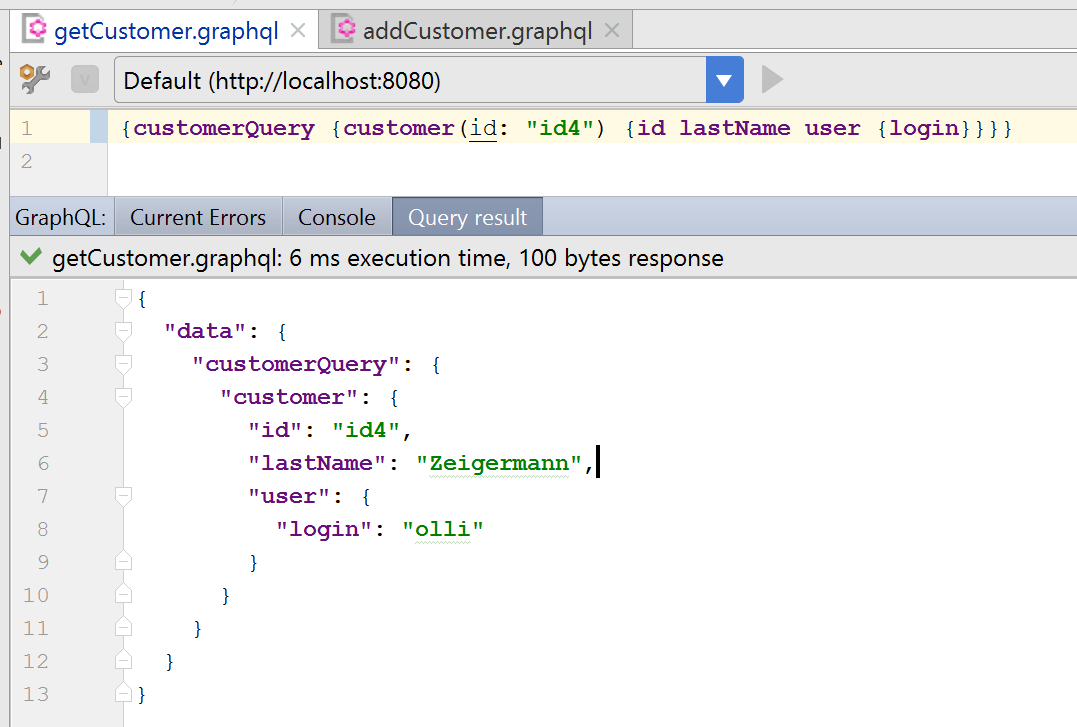 getCustomer.graphql addCustomer.graphql
v Default (http://localhost:8080)
1 {customerQuery {customer(id: "id4") {id lastName user {login}}}}
2
GraphQL: Current Errors Console Query result
getCustomer.graphql: 6 ms execution time, 100 bytes response
1 {
2 "data": {
3 "customerQuery": {
4 "customer": {
5 "id": "id4",
6 "lastName": "Zeigermann",
7 "user": {
8 "login": "olli"
9 }
10 }
11 }
12 }
13 }